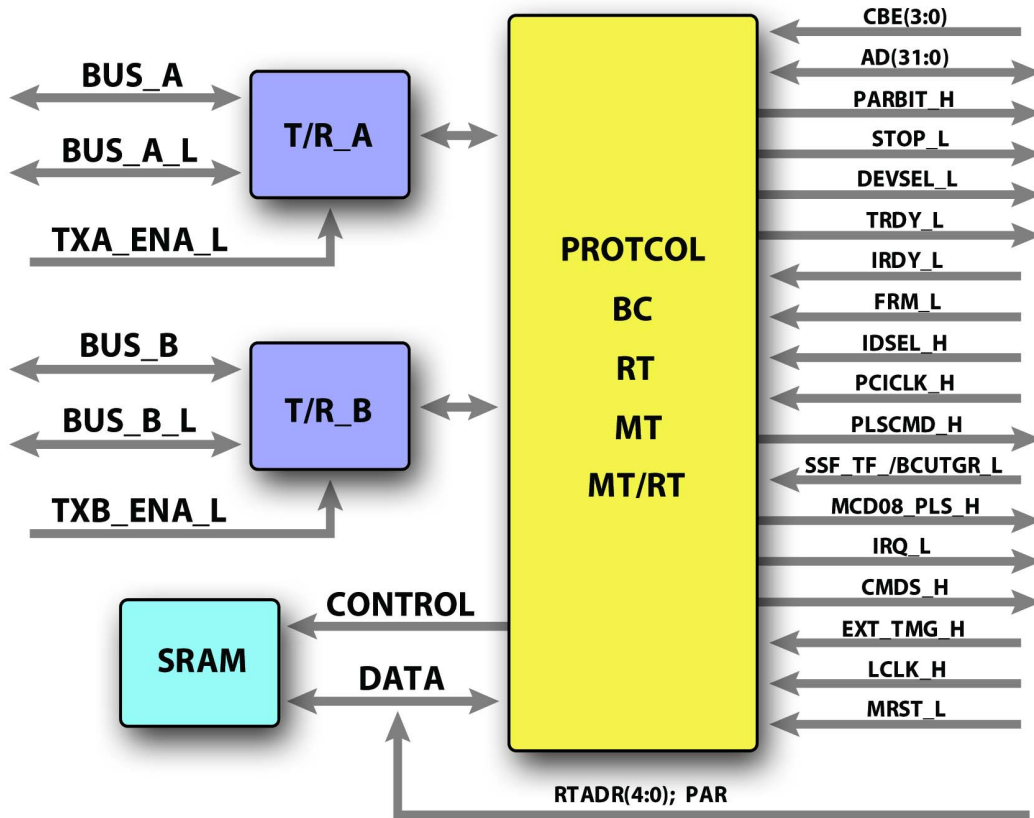 BUS_A
T/R_A
BUS_A_L
TXA_ENA_L
BUS_B
T/R_B
BUS_B_L
TXB_ENA_L
CONTROL
SRAM
DATA
PROTCOL
BC
RT
MT
MT/RT
CBE(3:0)
AD(31:0)
PARBIT_H
STOP_L
DEVSEL_L
TRDY_L
IRDY_L
FRM_L
IDSEL_H
PCICLK_H
PLSCMD_H
SSF_TF_/BCUTGR_L
MCD08_PLS_H
IRQ_L
CMDS_H
EXT_TMG_H
LCLK_H
MRST_L
RTADR(4:0); PAR